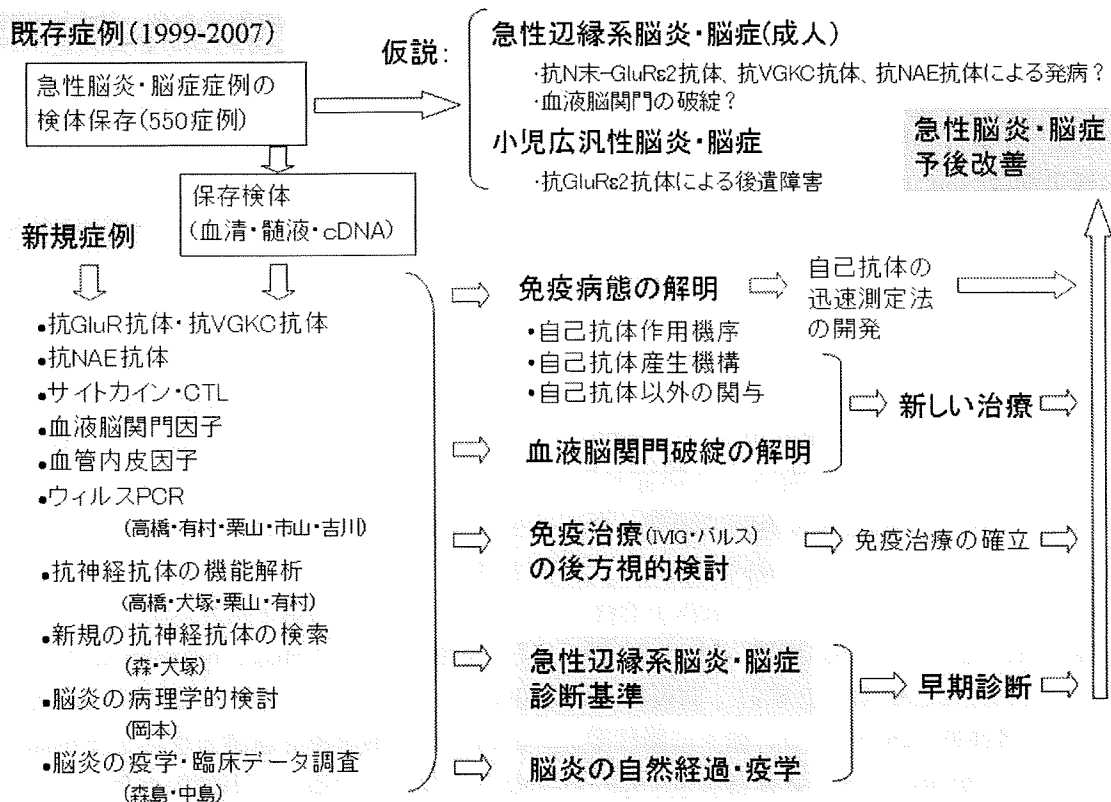 既存症例(1999-2007)
急性脳炎・脳症症例の
検体保存(550症例)
保存検体
(血清・髄液・cDNA)
仮説:
急性辺縁系脳炎・脳症(成人)
・抗N末-GluRε2抗体、抗VGKC抗体、抗NAE抗体による発病?
・血液脳関門の破綻?
小児広汎性脳炎・脳症
・抗GluRε2抗体による後遺障害
急性脳炎・脳症
予後改善
新規症例
•抗GluR抗体・抗VGKC抗体
•抗NAE抗体
•サイトカイン・CTL
•血液脳関門因子
•血管内皮因子
•ウィルスPCR
(高橋・有村・栗山・市山・吉川)
•抗神経抗体の機能解析
(高橋・犬塚・栗山・有村)
•新規の抗神経抗体の検索
(森・犬塚)
•脳炎の病理学的検討
(岡本)
•脳炎の疫学・臨床データ調査
(森島・中島)
免疫病態の解明
•自己抗体作用機序
•自己抗体産生機構
•自己抗体以外の関与
自己抗体の
迅速測定法
の開発
血液脳関門破綻の解明
新しい治療
免疫治療(IVIG・パルス)
の後方視的検討
免疫治療の確立
急性辺縁系脳炎・脳症
診断基準
早期診断
脳炎の自然経過・疫学